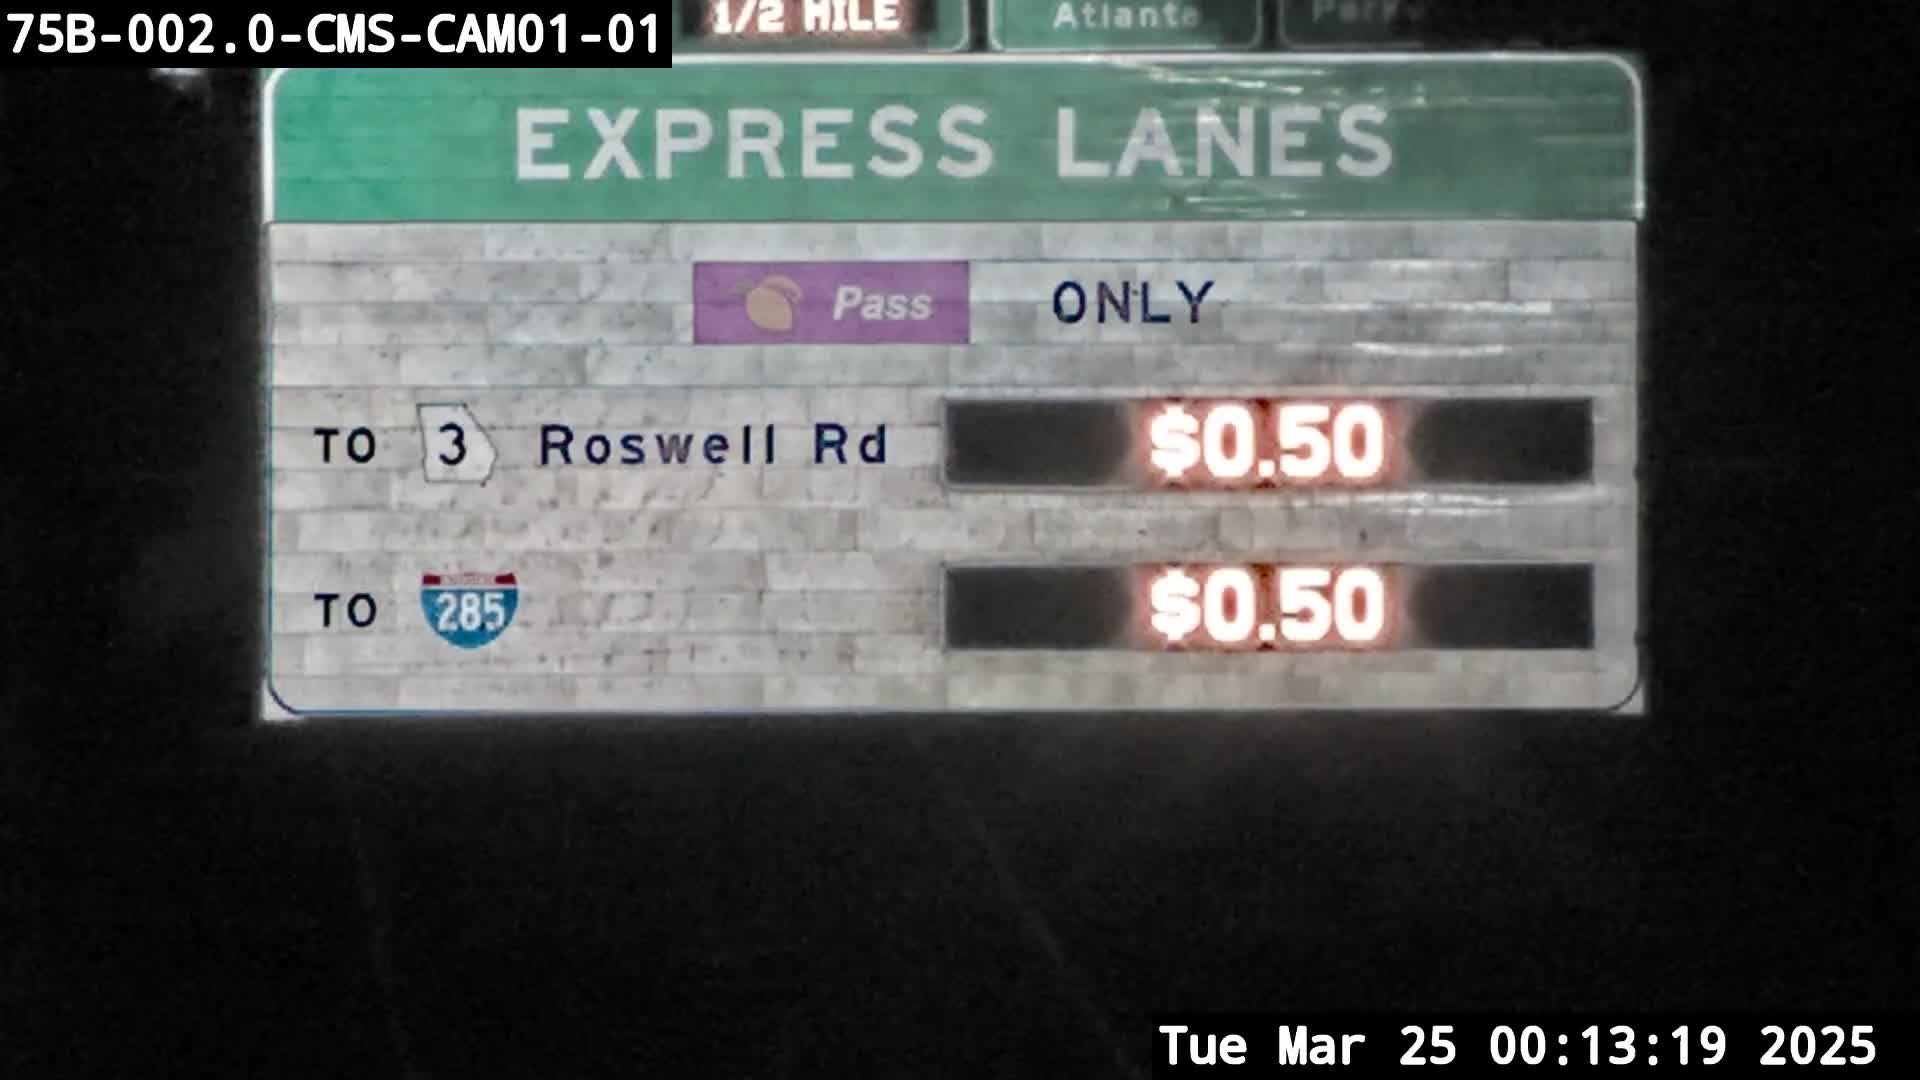 75B-002.0-CMS-CAM01-01
1/2 MILE
Atlanta
EXPRESS LANES
Pass ONLY
TO 3 Roswell Rd $0.50
TO 285 $0.50
Tue Mar 25 00:13:19 2025